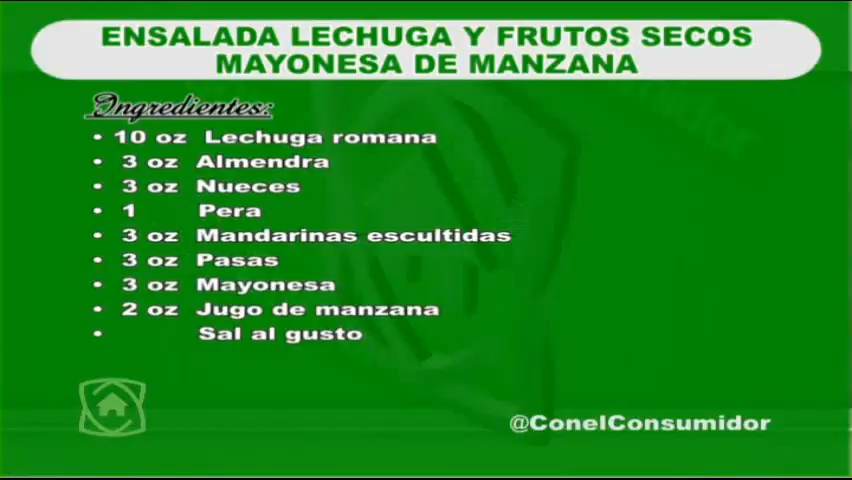 ENSALADA LECHUGA Y FRUTOS SECOS
MAYONESA DE MANZANA
Ingredientes:
• 10 oz Lechuga romana
• 3 oz Almendra
• 3 oz Nueces
• 1 Pera
• 3 oz Mandarinas escultidas
• 3 oz Pasas
• 3 oz Mayonesa
• 2 oz Jugo de manzana
• Sal al gusto
@ConelConsumidor